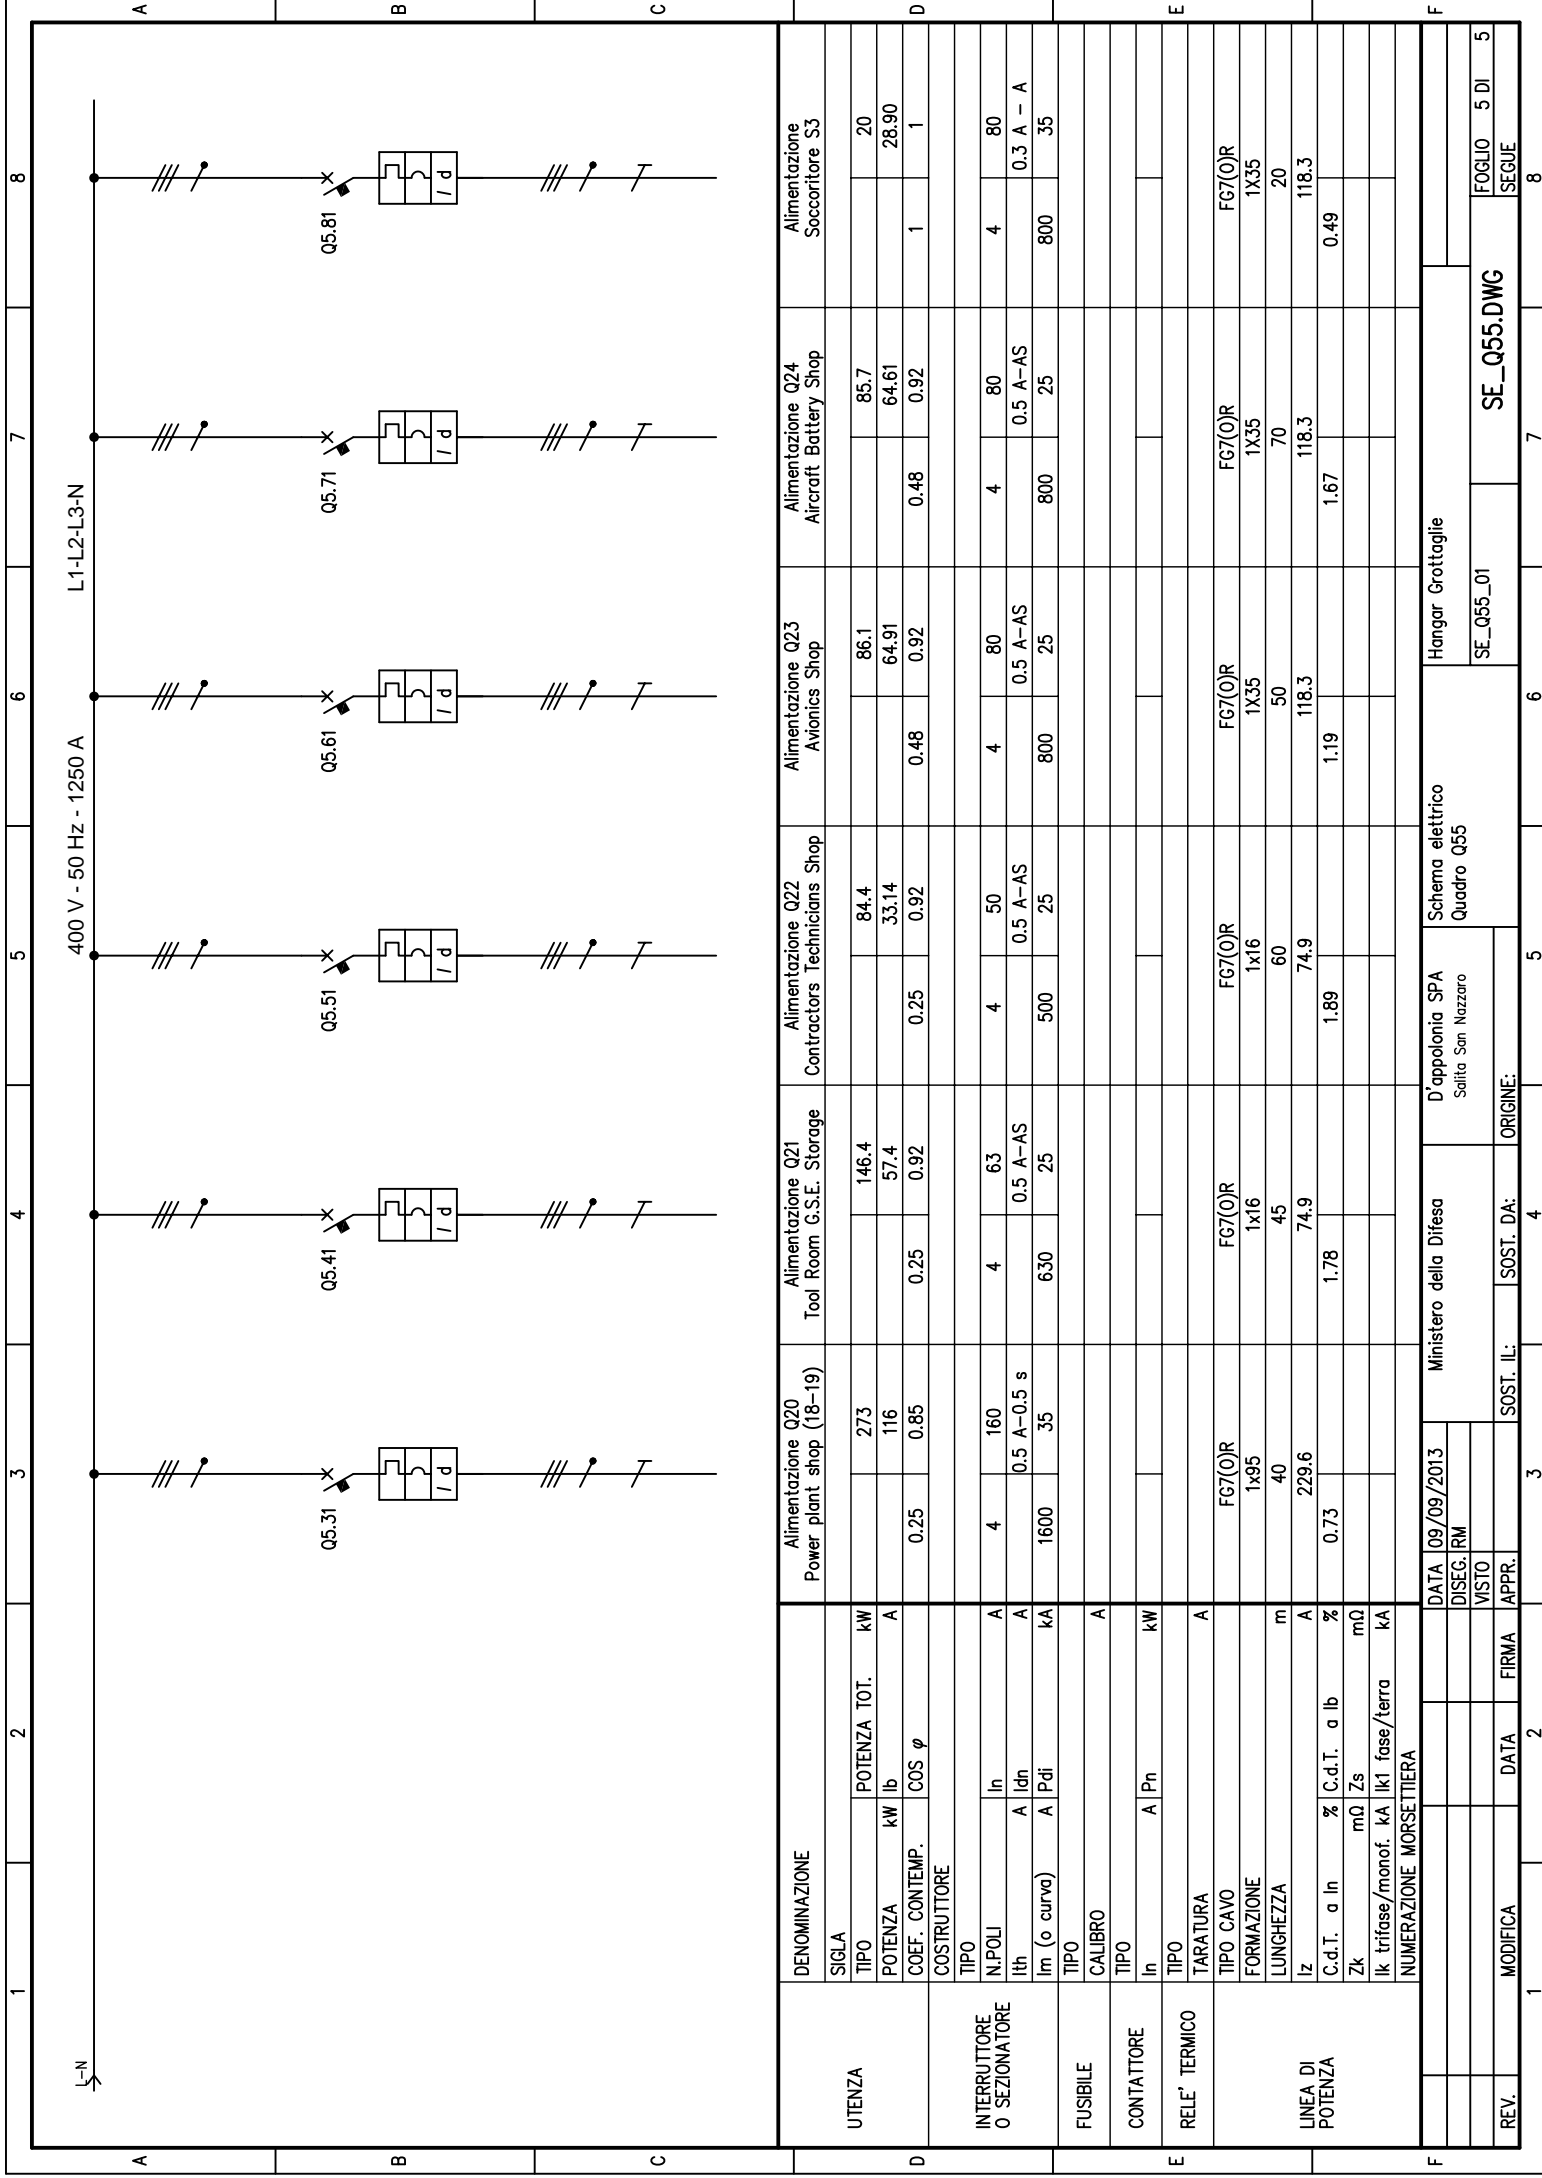 1 2 3 4 5 6 7 8
A
B
C
D
E
F
L-N
400 V - 50 Hz - 1250 A L1-L2-L3-N
Q5.31 Q5.41 Q5.51 Q5.61 Q5.71 Q5.81
I d I d I d I d I d I d
UTENZA
DENOMINAZIONE
Alimentazione Q20
Power plant shop (18-19)
Alimentazione Q21
Tool Room G.S.E. Storage
Alimentazione Q22
Contractors Technicians Shop
Alimentazione Q23
Avionics Shop
Alimentazione Q24
Aircraft Battery Shop
Alimentazione
Soccoritore S3
SIGLA
TIPO POTENZA TOT. kW 273 146.4 84.4 86.1 85.7 20
POTENZA kW Ib A 116 57.4 33.14 64.91 64.61 28.90
COEF. CONTEMP. COS φ 0.25 0.85 0.25 0.92 0.25 0.92 0.48 0.92 0.48 0.92 1 1
INTERRUTTORE
O SEZIONATORE
COSTRUTTORE
TIPO
N.POLI In A 4 160 4 63 4 50 4 80 4 80 4 80
Ith A Idn A 0.5 A-0.5 s 0.5 A-AS 0.5 A-AS 0.5 A-AS 0.5 A-AS 0.3 A - A
Im (o curva) A Pdi kA 1600 35 630 25 500 25 800 25 800 25 800 35
FUSIBILE
TIPO
CALIBRO A
CONTATTORE
TIPO
In A Pn kW
RELE' TERMICO
TIPO
TARATURA A
LINEA DI
POTENZA
TIPO CAVO FG7(O)R FG7(O)R FG7(O)R FG7(O)R FG7(O)R FG7(O)R
FORMAZIONE 1x95 1x16 1x16 1X35 1X35 1X35
LUNGHEZZA m 40 45 60 50 70 20
Iz A 229.6 74.9 74.9 118.3 118.3 118.3
C.d.T. a In % C.d.T. a Ib % 0.73 1.78 1.89 1.19 1.67 0.49
Zk mΩ Zs mΩ
Ik trifase/monof. kA Ik1 fase/terra kA
NUMERAZIONE MORSETTIERA
REV. MODIFICA DATA FIRMA
DATA 09/09/2013
DISEG. RM
VISTO
APPR.
Ministero della Difesa
SOST. IL: SOST. DA: ORIGINE:
D'appolonia SPA
Salita San Nazzaro
Schema elettrico
Quadro Q55
Hangar Grottaglie
SE_Q55_01
SE_Q55.DWG
FOGLIO 5 DI 5
SEGUE
1 2 3 4 5 6 7 8
A
B
C
D
E
F